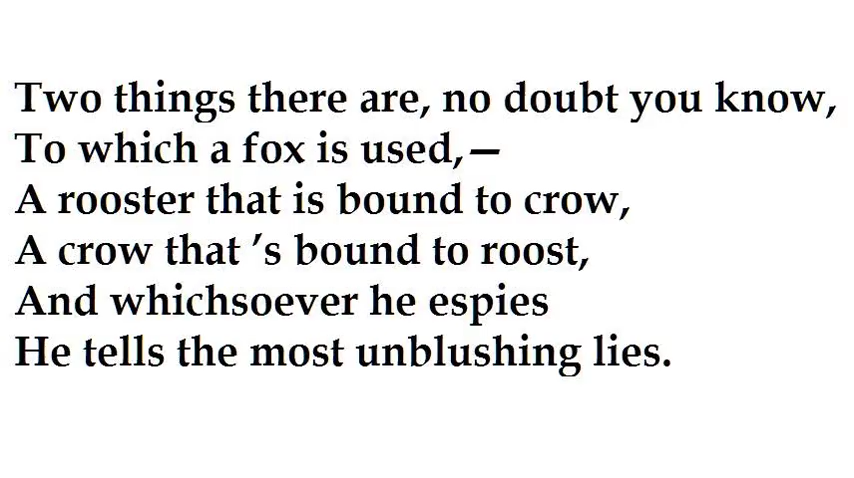 Two things there are, no doubt you know,
To which a fox is used,—
A rooster that is bound to crow,
A crow that ’s bound to roost,
And whichsoever he espies
He tells the most unblushing lies.